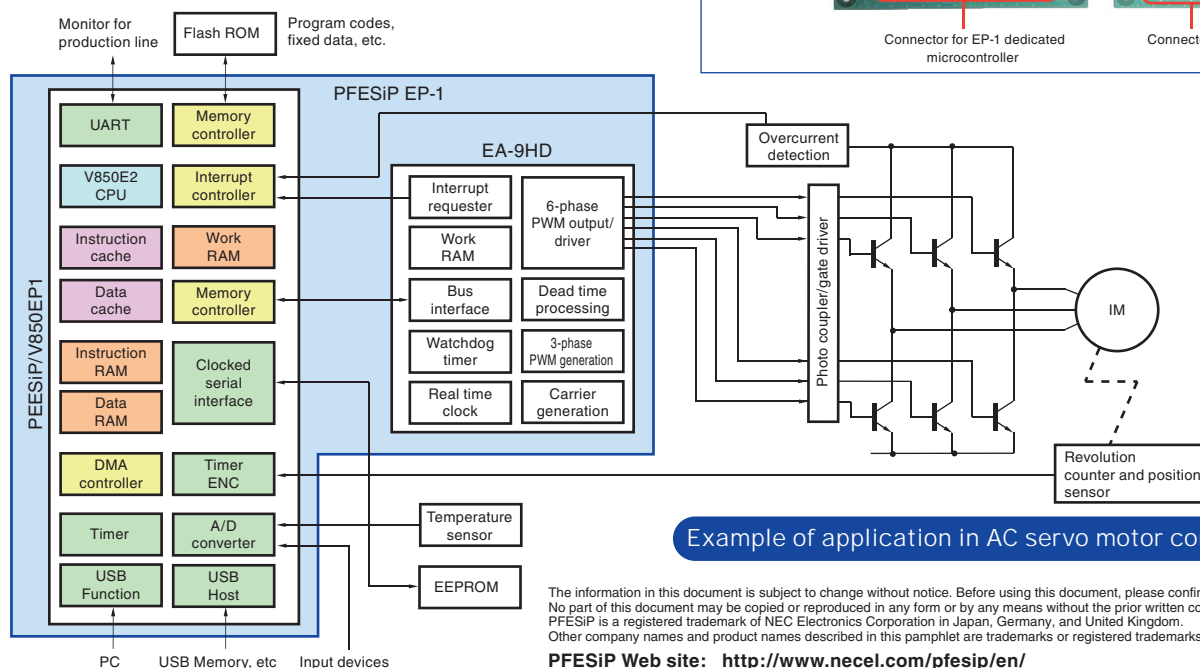 Monitor for
production line
Flash ROM
Program codes,
fixed data, etc.
Connector for EP-1 dedicated
microcontroller
PFESiP EP-1
PEESiP/V850EP1
UART
Memory
controller
V850E2
CPU
Interrupt
controller
Instruction
cache
Work
RAM
Data
cache
Memory
controller
Instruction
RAM
Clocked
serial
interface
Data
RAM
DMA
controller
Timer
ENC
Timer
A/D
converter
USB
Function
USB
Host
EA-9HD
Interrupt
requester
6-phase
PWM output/
driver
Work
RAM
Bus
interface
Dead time
processing
Watchdog
timer
3-phase
PWM generation
Real time
clock
Carrier
generation
Overcurrent
detection
Photo coupler/gate driver
IM
Revolution
counter and position
sensor
Temperature
sensor
EEPROM
PC
USB Memory, etc
Input devices
Example of application in AC servo motor
The information in this document is subject to change without notice. Before using this document, please
No part of this document may be copied or reproduced in any form or by any means without the prior written
PFESiP is a registered trademark of NEC Electronics Corporation in Japan, Germany, and United Kingdom.
Other company names and product names described in this pamphlet are trademarks or registered trademarks
PFESiP Web site: http://www.necel.com/pfesip/en/